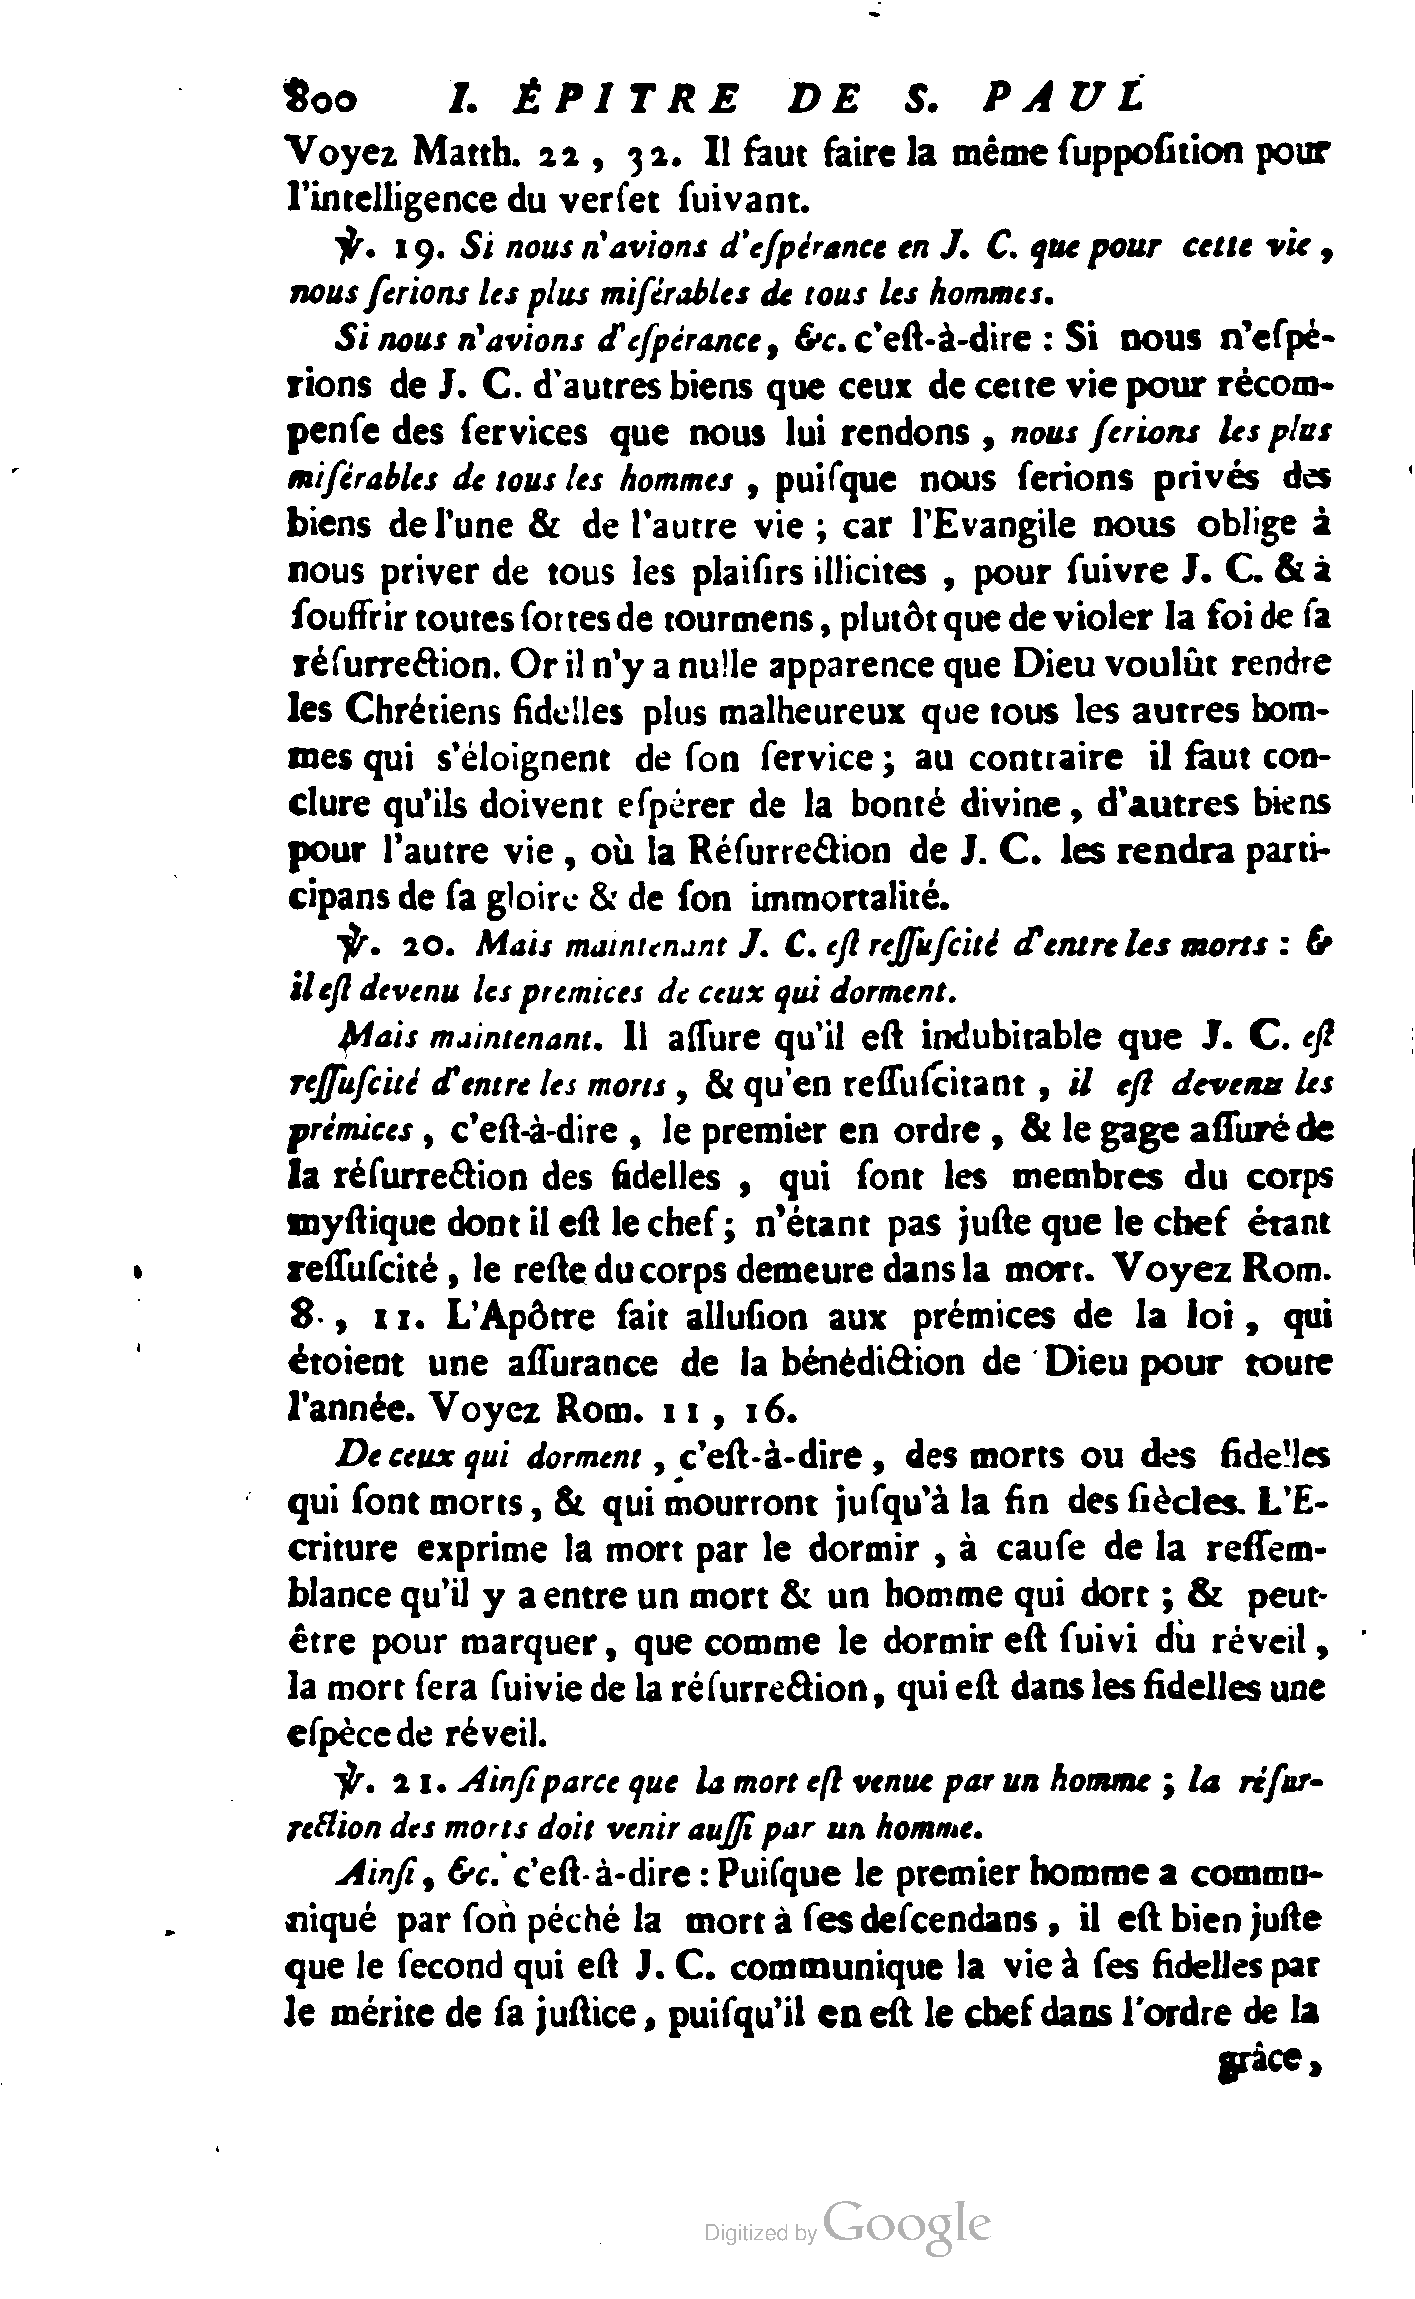 800 I. ÉPITRE DE S. PAUL
Voyez Matth. 22, 32. Il faut faire la même ſuppoſition pour
l'intelligence du verſet ſuivant.
℣. 19. Si nous n'avions d'eſpérance en J. C. que pour cette vie,
nous ſerions les plus miſérables de tous les hommes.
Si nous n'avions d'eſpérance, &c. c'eſt-à-dire : Si nous n'eſpé-
rions de J. C. d'autres biens que ceux de cette vie pour récom-
penſe des ſervices que nous lui rendons, nous ſerions les plus
miſérables de tous les hommes, puiſque nous ſerions privés des
biens de l'une & de l'autre vie ; car l'Evangile nous oblige à
nous priver de tous les plaiſirs illicites, pour ſuivre J. C. & à
ſouffrir toutes ſortes de tourmens, plutôt que de violer la foi de ſa
réſurrection. Or il n'y a nulle apparence que Dieu voulût rendre
les Chrétiens fidelles plus malheureux que tous les autres hom-
mes qui s'éloignent de ſon ſervice ; au contraire il faut con-
clure qu'ils doivent eſpérer de la bonté divine, d'autres biens
pour l'autre vie, où la Réſurrection de J. C. les rendra parti-
cipans de ſa gloire & de ſon immortalité.
℣. 20. Mais maintenant J. C. eſt reſſuſcité d'entre les morts : &
il eſt devenu les premices de ceux qui dorment.
Mais maintenant. Il aſſure qu'il eſt indubitable que J. C. eſt
reſſuſcité d'entre les morts, & qu'en reſſuſcitant, il eſt devenu les
prémices, c'eſt-à-dire, le premier en ordre, & le gage aſſuré de
la réſurrection des fidelles, qui ſont les membres du corps
myſtique dont il eſt le chef ; n'étant pas juſte que le chef étant
reſſuſcité, le reſte du corps demeure dans la mort. Voyez Rom.
8., 11. L'Apôtre fait alluſion aux prémices de la loi, qui
étoient une aſſurance de la bénédiction de Dieu pour toute
l'année. Voyez Rom. 11, 16.
De ceux qui dorment, c'eſt-à-dire, des morts ou des fidelles
qui ſont morts, & qui mourront juſqu'à la fin des ſiècles. L'E-
criture exprime la mort par le dormir, à cauſe de la reſſem-
blance qu'il y a entre un mort & un homme qui dort ; & peut-
être pour marquer, que comme le dormir eſt ſuivi du réveil,
la mort ſera ſuivie de la réſurrection, qui eſt dans les fidelles une
eſpèce de réveil.
℣. 21. Ainſi parce que la mort eſt venue par un homme ; la réſur-
rection des morts doit venir auſſi par un homme.
Ainſi, &c. c'eſt-à-dire : Puiſque le premier homme a commu-
niqué par ſon péché la mort à ſes deſcendans, il eſt bien juſte
que le ſecond qui eſt J. C. communique la vie à ſes fidelles par
le mérite de ſa juſtice, puiſqu'il en eſt le chef dans l'ordre de la
grâce,
Digitized by Google